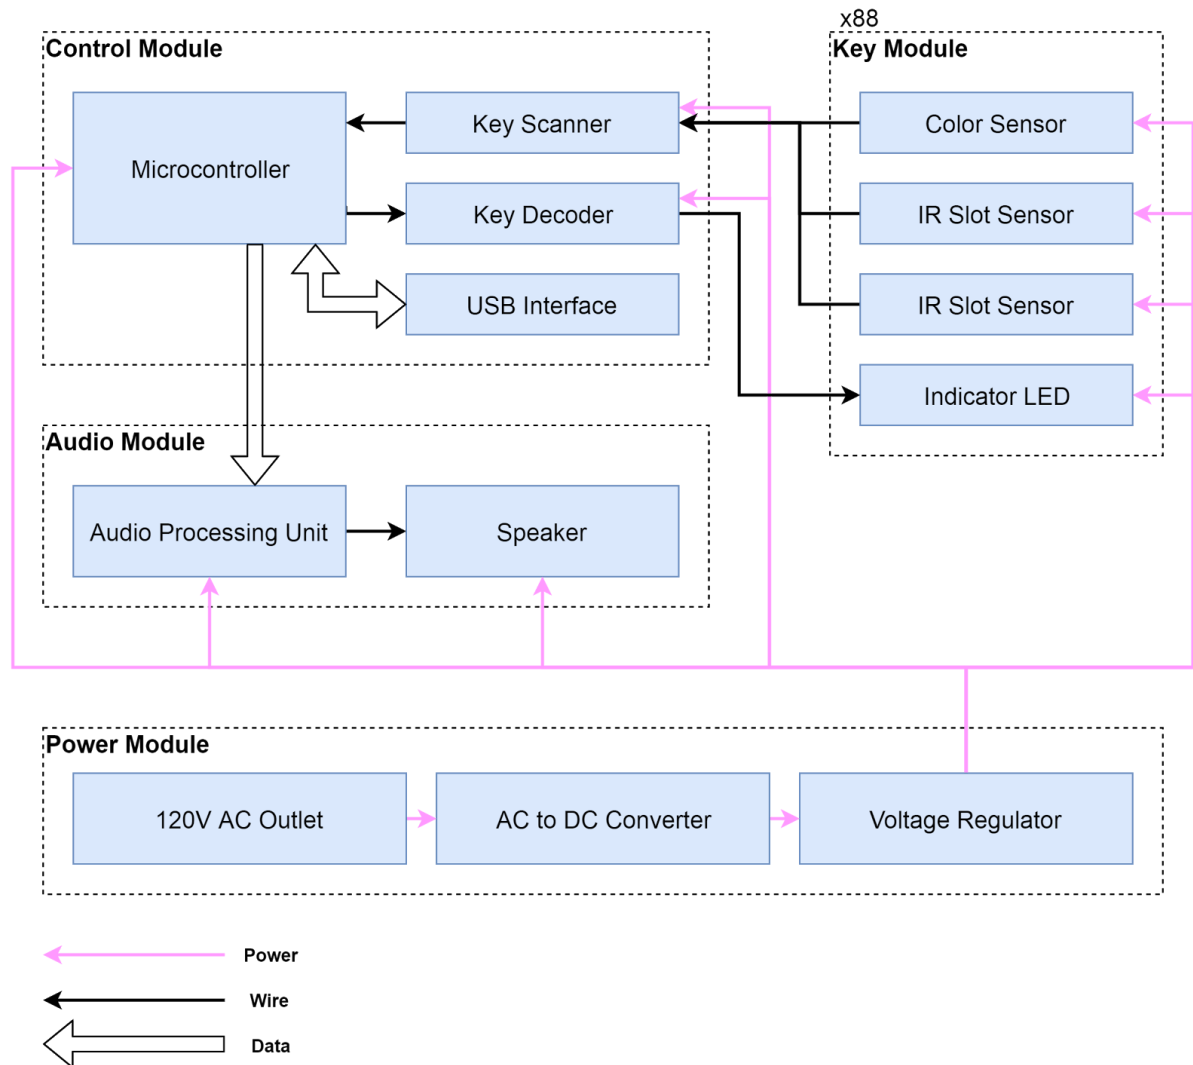 x88
Control Module
Key Module
Microcontroller
Key Scanner
Color Sensor
Key Decoder
IR Slot Sensor
USB Interface
IR Slot Sensor
Indicator LED
Audio Module
Audio Processing Unit
Speaker
Power Module
120V AC Outlet
AC to DC Converter
Voltage Regulator
Power
Wire
Data